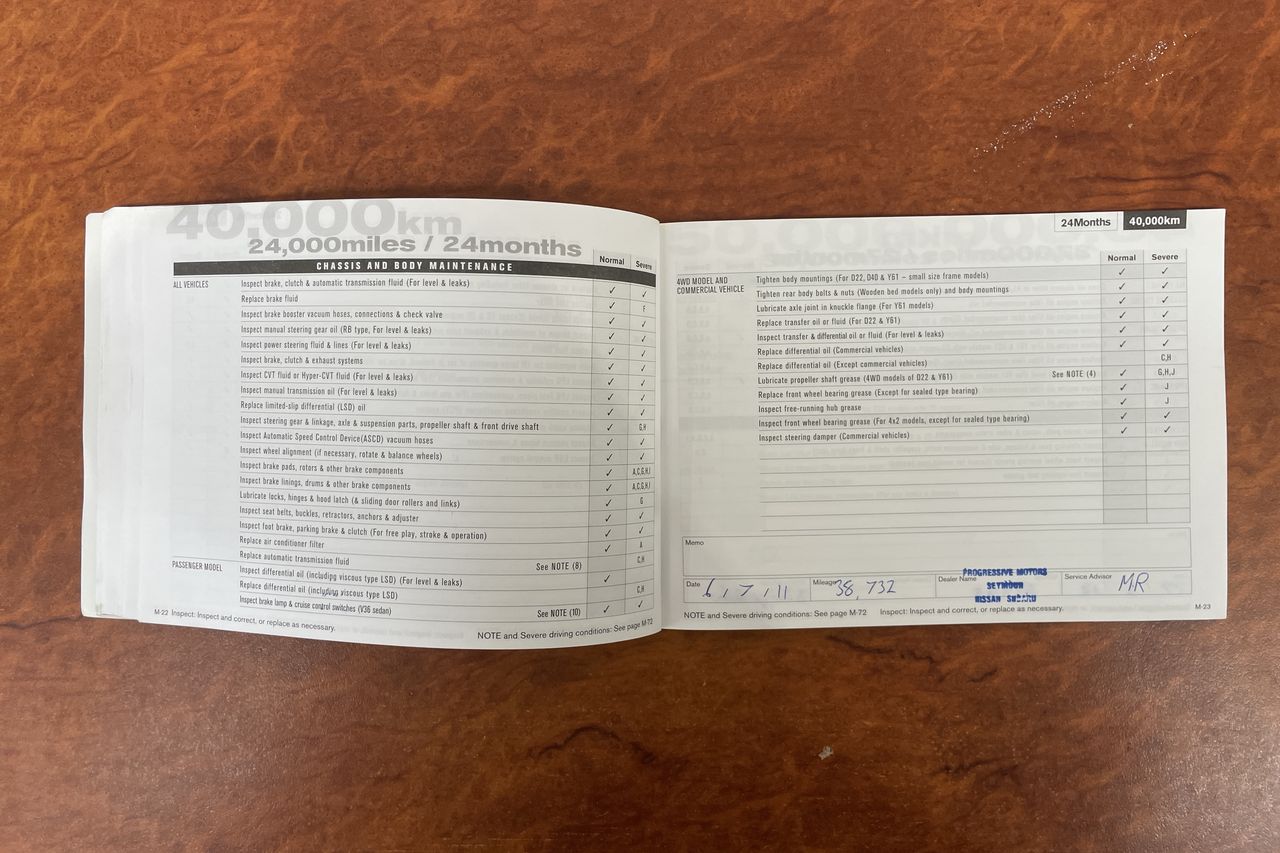 40,000km
24,000miles / 24months
CHASSIS AND BODY MAINTENANCE Normal Severe
ALL VEHICLES Inspect brake, clutch & automatic transmission fluid (For level & leaks) ✓ ✓
Replace brake fluid ✓ F
Inspect brake booster vacuum hoses, connections & check valve ✓ ✓
Inspect manual steering gear oil (RB type, For level & leaks) ✓ ✓
Inspect power steering fluid & lines (For level & leaks) ✓ ✓
Inspect brake, clutch & exhaust systems ✓ ✓
Inspect CVT fluid or Hyper-CVT fluid (For level & leaks) ✓ ✓
Inspect manual transmission oil (For level & leaks) ✓ ✓
Replace limited-slip differential (LSD) oil ✓ ✓
Inspect steering gear & linkage, axle & suspension parts, propeller shaft & front drive shaft ✓ G,H
Inspect Automatic Speed Control Device(ASCD) vacuum hoses ✓ ✓
Inspect wheel alignment (if necessary, rotate & balance wheels) ✓ ✓
Inspect brake pads, rotors & other brake components ✓ A,C,G,H,I
Inspect brake linings, drums & other brake components ✓ A,C,G,H,I
Lubricate locks, hinges & hood latch (& sliding door rollers and links) ✓ G
Inspect seat belts, buckles, retractors, anchors & adjuster ✓ ✓
Inspect foot brake, parking brake & clutch (For free play, stroke & operation) ✓ ✓
Replace air conditioner filter ✓ A
Replace automatic transmission fluid See NOTE (8) C,H
PASSENGER MODEL Inspect differential oil (including viscous type LSD) (For level & leaks) ✓
Replace differential oil (including viscous type LSD) C,H
Inspect brake lamp & cruise control switches (V36 sedan) See NOTE (10) ✓ ✓
M-22 Inspect: Inspect and correct, or replace as necessary. NOTE and Severe driving conditions: See page M-72
24Months 40,000km
Normal Severe
4WD MODEL AND COMMERCIAL VEHICLE Tighten body mountings (For D22, D40 & Y61 – small size frame models) ✓ ✓
Tighten rear body bolts & nuts (Wooden bed models only) and body mountings ✓ ✓
Lubricate axle joint in knuckle flange (For Y61 models) ✓ ✓
Replace transfer oil or fluid (For D22 & Y61) ✓ ✓
Inspect transfer & differential oil or fluid (For level & leaks) ✓ ✓
Replace differential oil (Commercial vehicles) ✓ ✓
Replace differential oil (Except commercial vehicles) C,H
Lubricate propeller shaft grease (4WD models of D22 & Y61) See NOTE (4) ✓ G,H,J
Replace front wheel bearing grease (Except for sealed type bearing) ✓ J
Inspect free-running hub grease ✓ J
Inspect front wheel bearing grease (For 4x2 models, except for sealed type bearing) ✓ ✓
Inspect steering damper (Commercial vehicles) ✓ ✓
Memo
Date 6 / 7 / 11 Mileage 38,732 Dealer Name PROGRESSIVE MOTORS Service Advisor MR
SEYMOUR
NISSAN SUBARU
NOTE and Severe driving conditions: See page M-72 Inspect: Inspect and correct, or replace as necessary. M-23